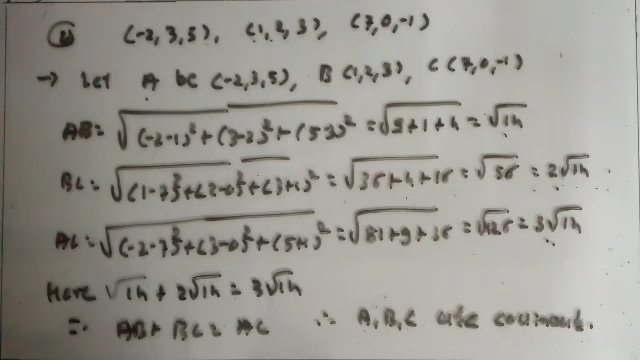 (ii) (-2,3,5), (1,2,3), (7,0,-1)
→ Let A be (-2,3,5), B (1,2,3), C (7,0,-1)
AB = √(-2-1)² + (3-2)² + (5-3)² = √9+1+4 = √14
BC = √(1-7)² + (2-0)² + (3+1)² = √36+4+16 = √56 = 2√14
AC = √(-2-7)² + (3-0)² + (5+1)² = √81+9+36 = √126 = 3√14
Here √14 + 2√14 = 3√14
= AB + BC = AC ∴ A, B, C are